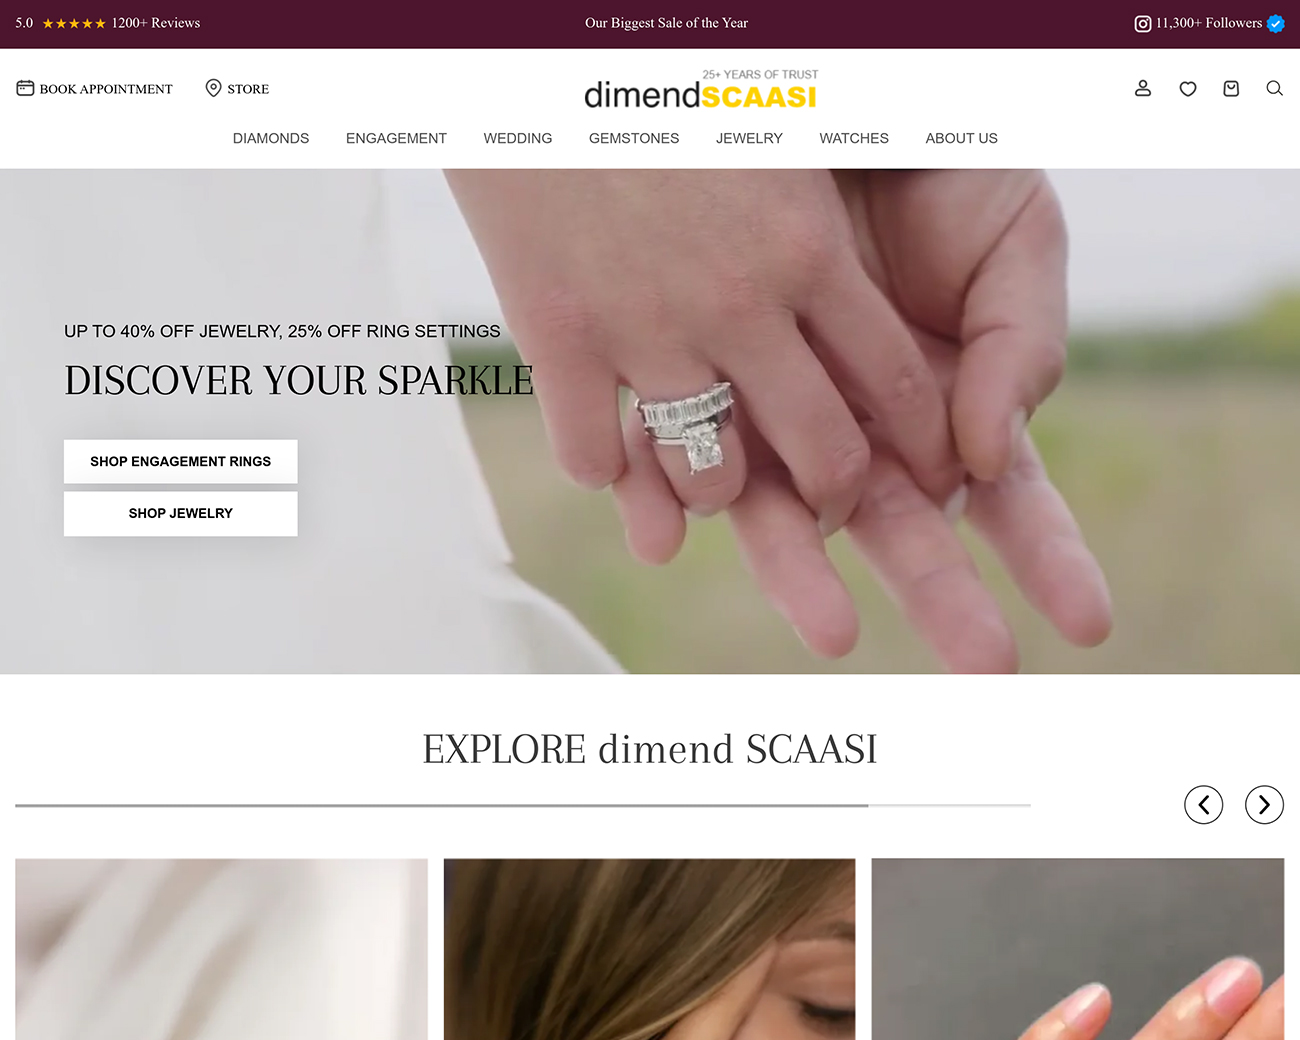 5.0 ★★★★★ 1200+ Reviews
Our Biggest Sale of the Year
11,300+ Followers
BOOK APPOINTMENT
STORE
25+ YEARS OF TRUST
dimendSCAASI
DIAMONDS ENGAGEMENT WEDDING GEMSTONES JEWELRY WATCHES ABOUT US
UP TO 40% OFF JEWELRY, 25% OFF RING SETTINGS
DISCOVER YOUR SPARKLE
SHOP ENGAGEMENT RINGS
SHOP JEWELRY
EXPLORE dimend SCAASI